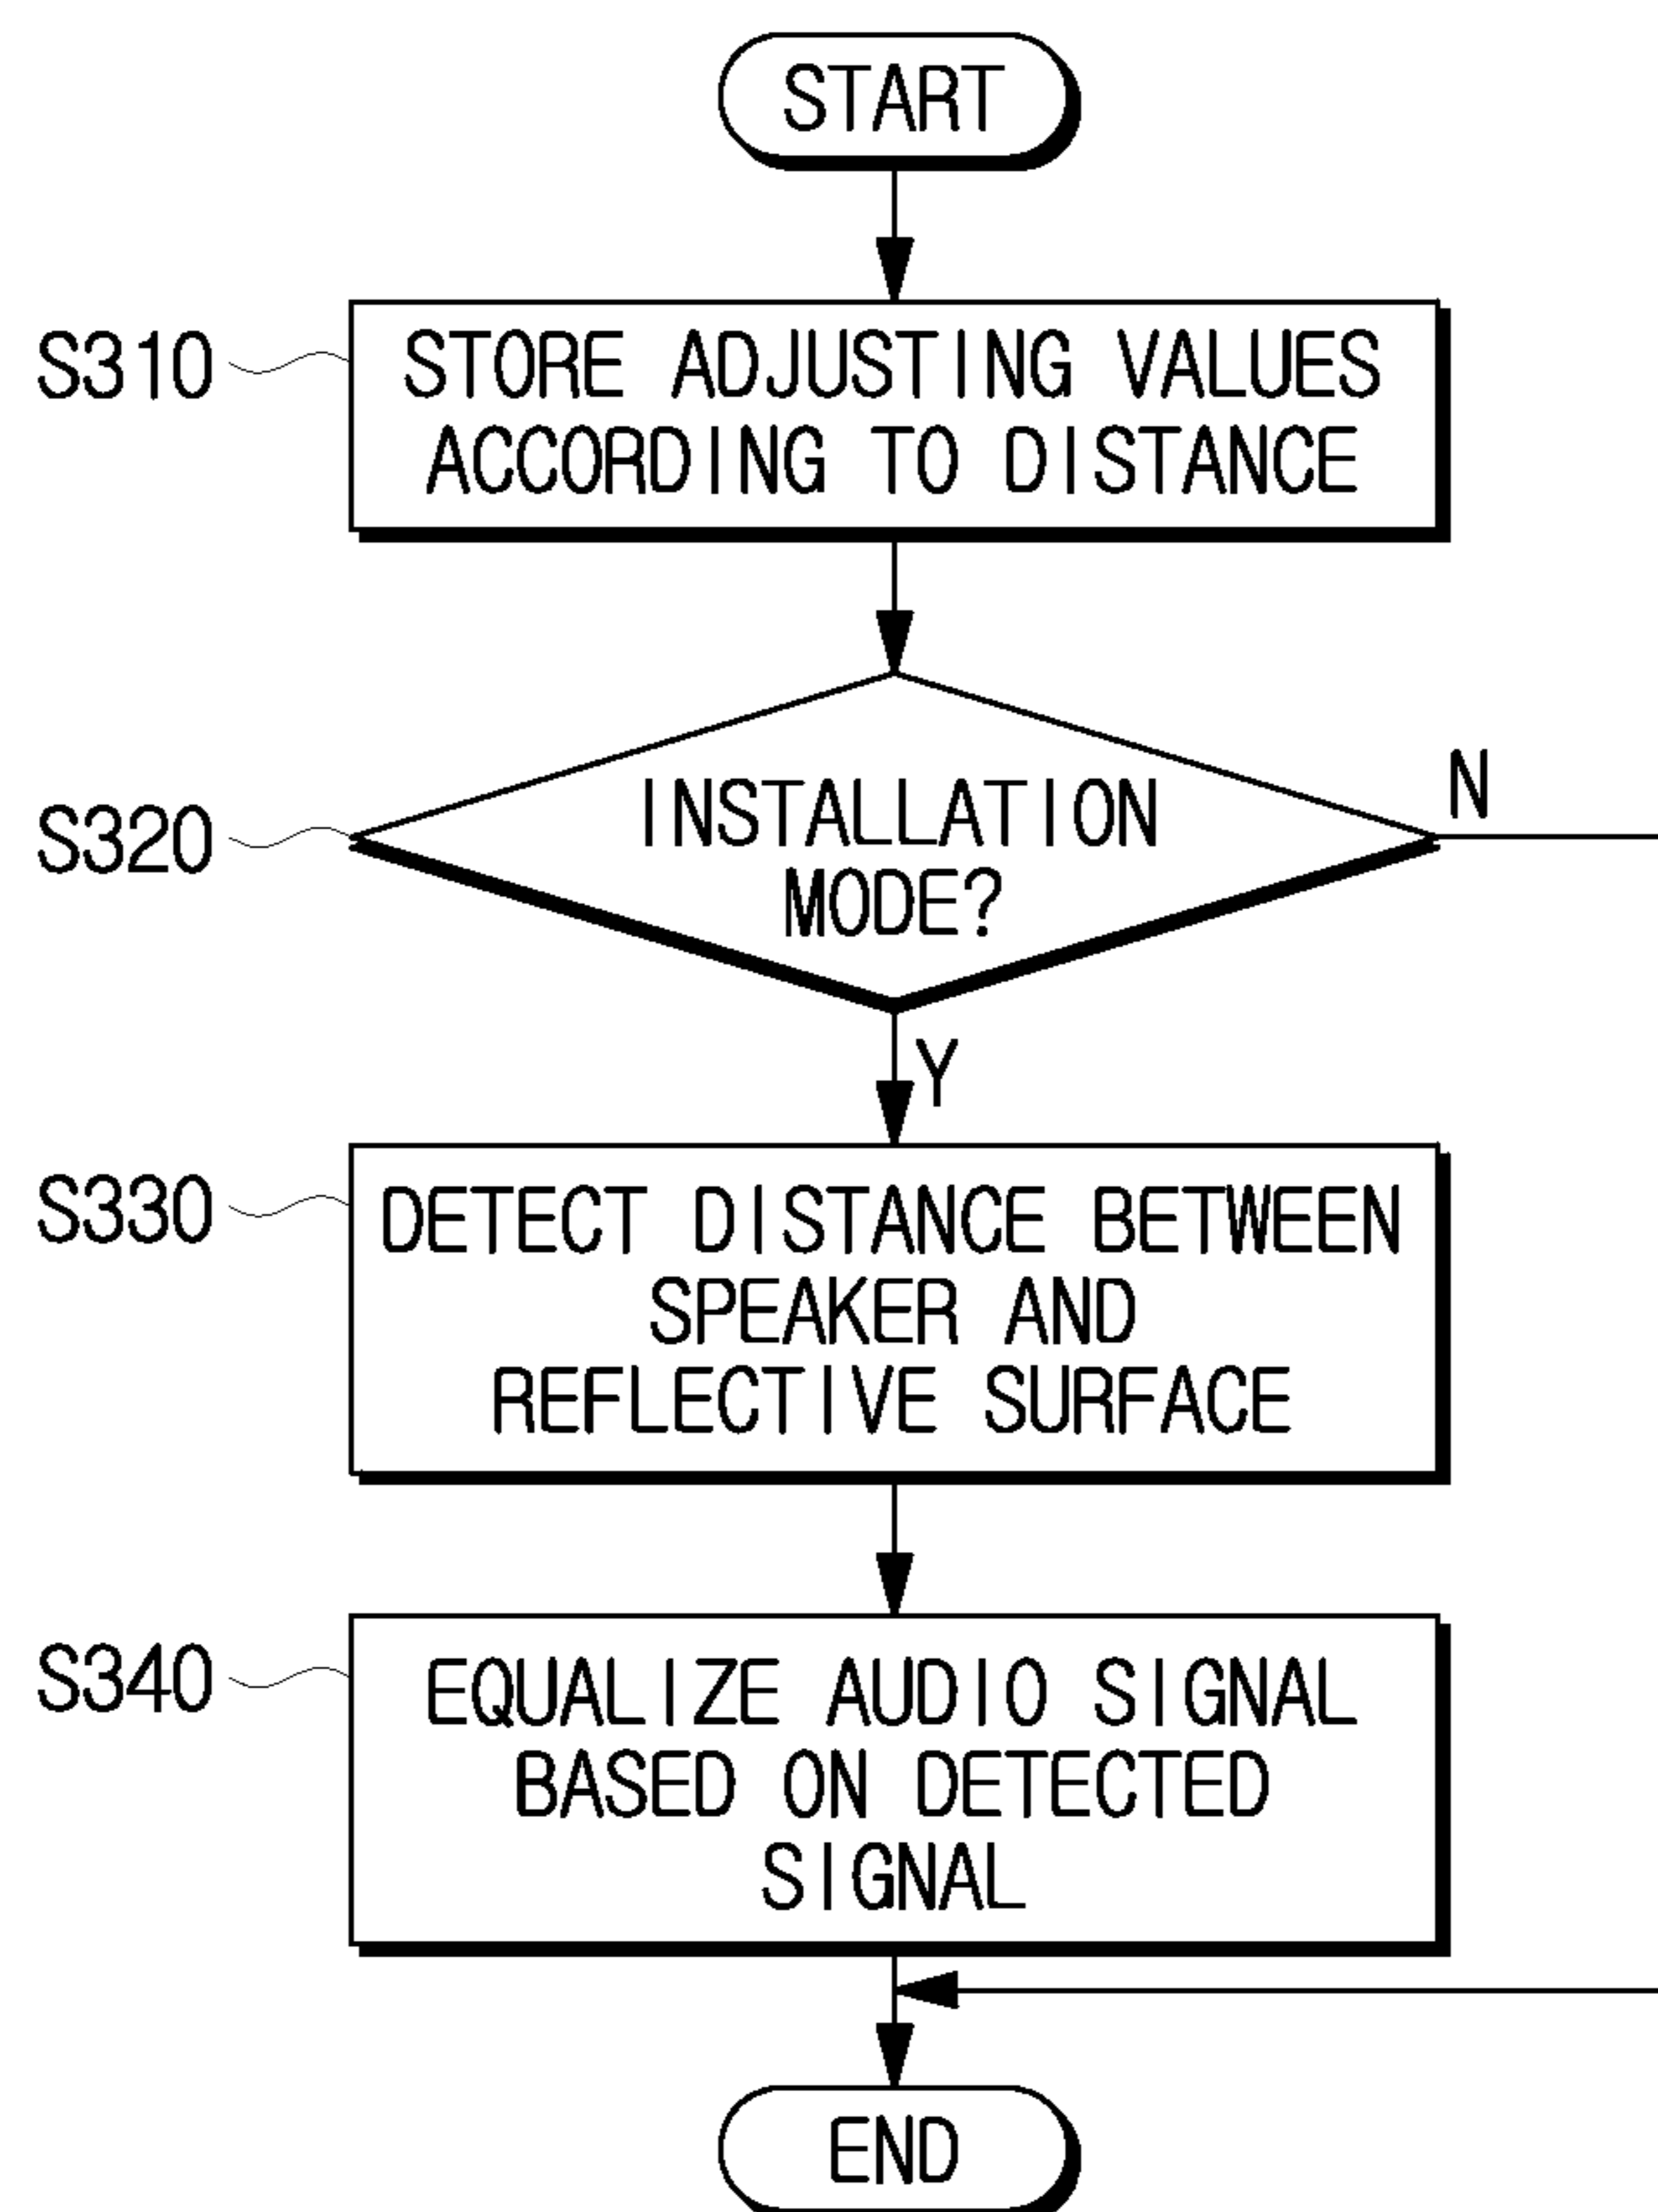 START
S310
STORE ADJUSTING VALUES
ACCORDING TO DISTANCE
S320
INSTALLATION
MODE?
N
Y
S330
DETECT DISTANCE BETWEEN
SPEAKER AND
REFLECTIVE SURFACE
S340
EQUALIZE AUDIO SIGNAL
BASED ON DETECTED
SIGNAL
END